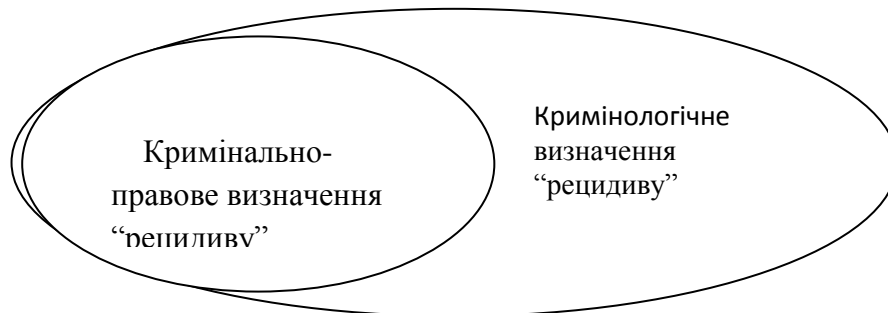 Кримінально-
правове визначення
“рецидиву”
Кримінологічне
визначення
“рецидиву”